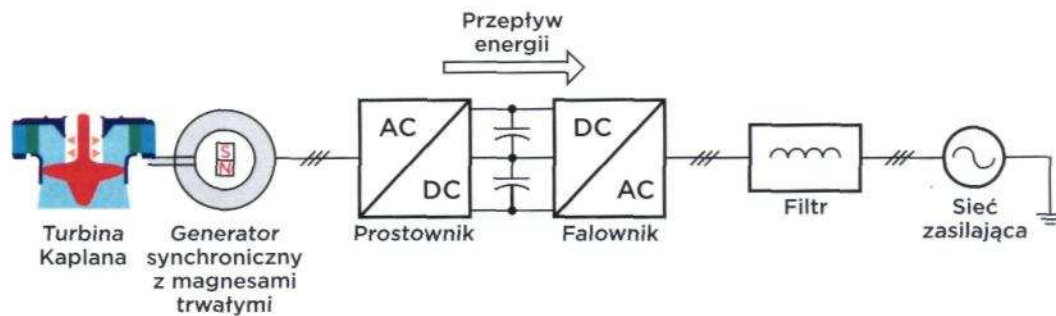 Przepływ
energii
AC
DC
DC
AC
S
N
Turbina
Kaplana
Generator
synchroniczny
z magnesami
trwałymi
Prostownik
Falownik
Filtr
Sieć
zasilająca